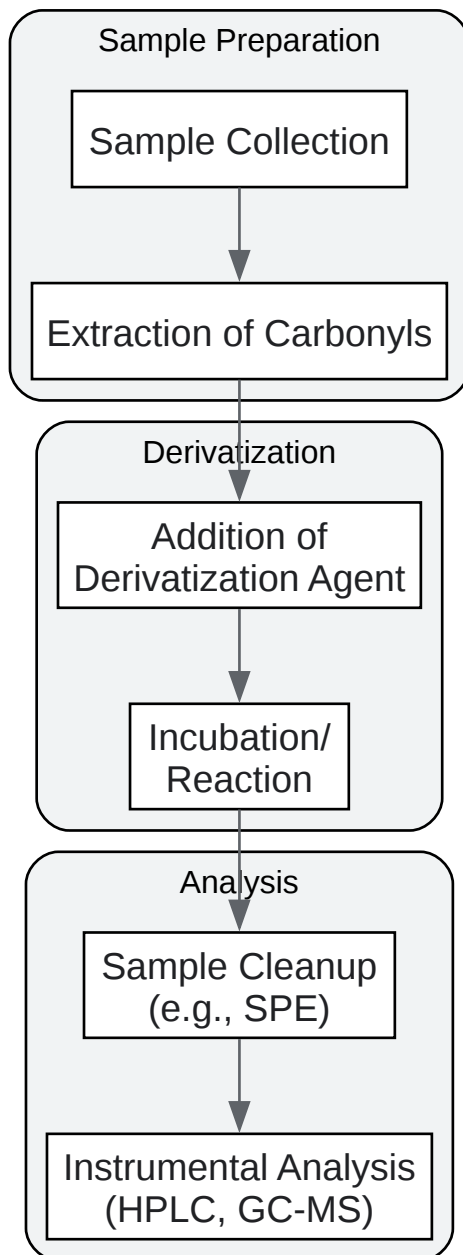 Sample Preparation
Sample Collection
Extraction of Carbonyls
Derivatization
Addition of
Derivatization Agent
Incubation/
Reaction
Analysis
Sample Cleanup
(e.g., SPE)
Instrumental Analysis
(HPLC, GC-MS)